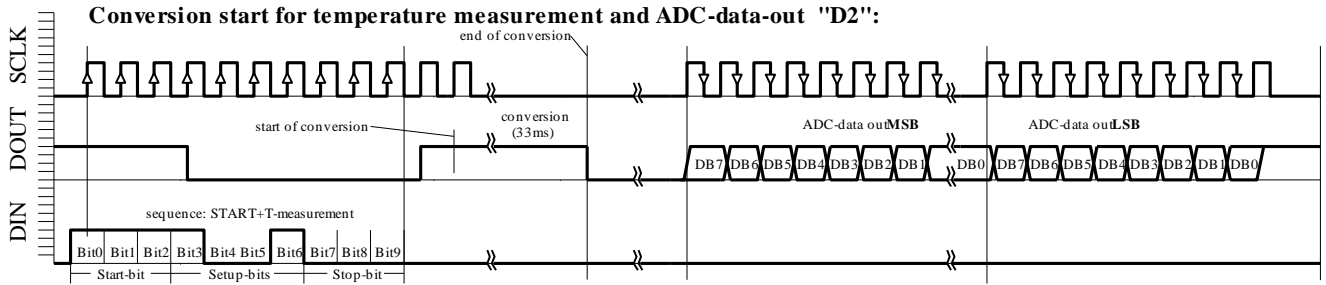 Conversion start for temperature measurement and ADC-data-out "D2":
end of conversion
SCLK
DOUT
start of conversion
conversion
(33ms)
ADC-data outMSB
ADC-data outLSB
DB7 DB6 DB5 DB4 DB3 DB2 DB1 DB0 DB7 DB6 DB5 DB4 DB3 DB2 DB1 DB0
DIN
sequence: START+T-measurement
Bit0 Bit1 Bit2 Bit3 Bit4 Bit5 Bit6 Bit7 Bit8 Bit9
Start-bit Setup-bits Stop-bit